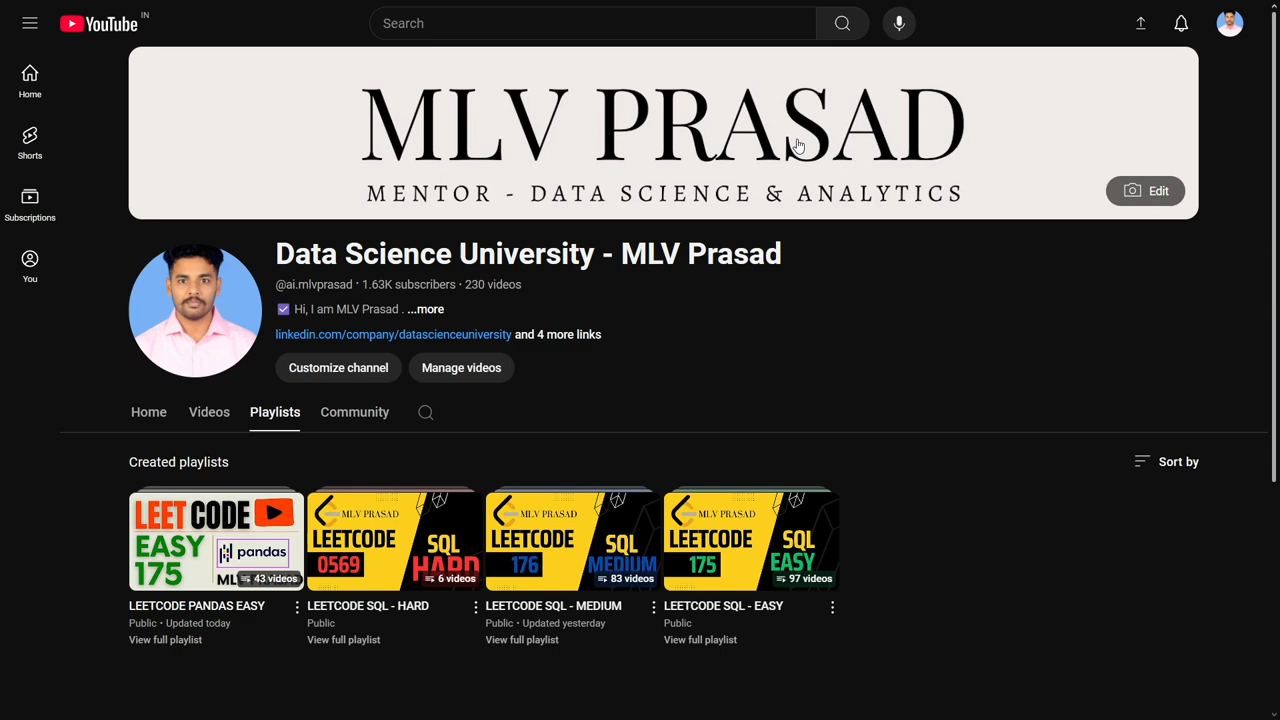 YouTube IN
Search
Home
Shorts
Subscriptions
You
MLV PRASAD
MENTOR - DATA SCIENCE & ANALYTICS
Edit
Data Science University - MLV Prasad
@ai.mlvprasad · 1.63K subscribers · 230 videos
Hi, I am MLV Prasad . ...more
linkedin.com/company/datascienceuniversity and 4 more links
Customize channel
Manage videos
Home Videos Playlists Community
Created playlists
Sort by
LEETCODE
EASY
175
pandas
43 videos
LEETCODE PANDAS EASY
Public · Updated today
View full playlist
MLV PRASAD
LEETCODE
0569
SQL
HARD
6 videos
LEETCODE SQL - HARD
Public
View full playlist
MLV PRASAD
LEETCODE
176
SQL
MEDIUM
83 videos
LEETCODE SQL - MEDIUM
Public · Updated yesterday
View full playlist
MLV PRASAD
LEETCODE
175
SQL
EASY
97 videos
LEETCODE SQL - EASY
Public
View full playlist